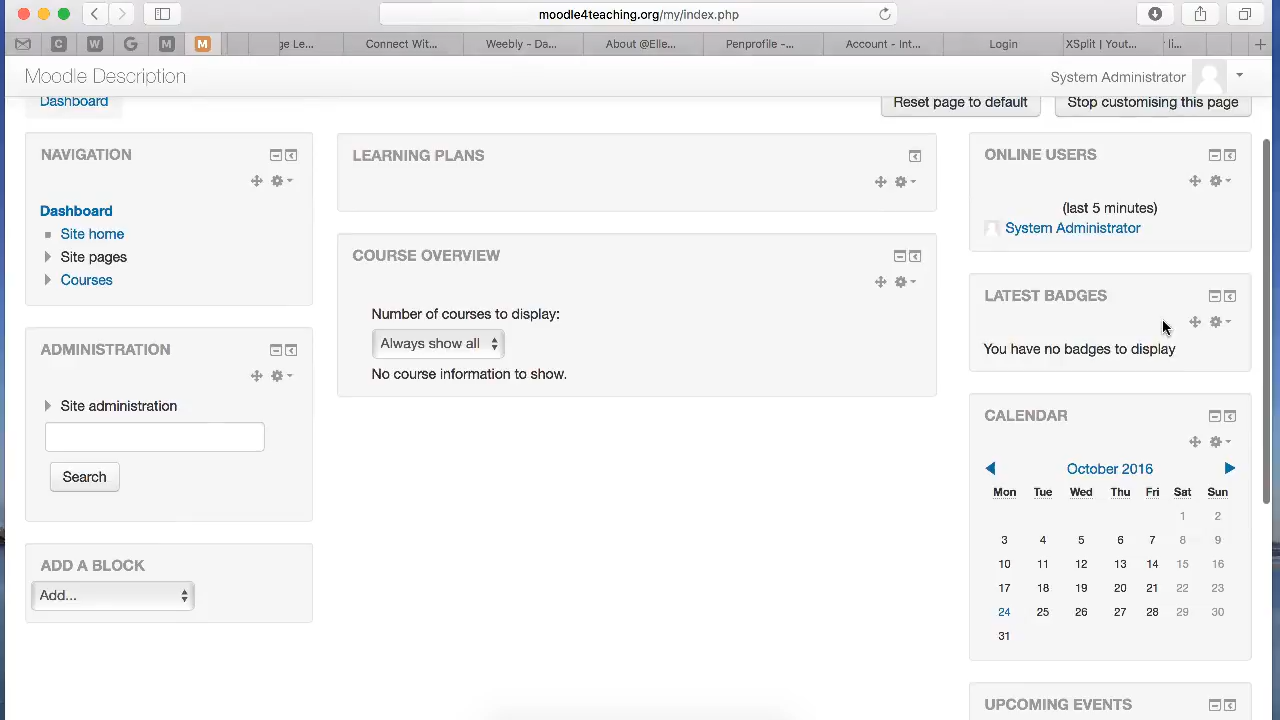 moodle4teaching.org/my/index.php
C W G M M ge Le... Connect Wit... Weebly - Da... About @Elle... Penprofile -... Account - Int... Login XSplit | Yout... li...
Moodle Description System Administrator
Dashboard Reset page to default Stop customising this page
NAVIGATION
Dashboard
Site home
Site pages
Courses
ADMINISTRATION
Site administration
Search
ADD A BLOCK
Add...
LEARNING PLANS
COURSE OVERVIEW
Number of courses to display:
Always show all
No course information to show.
ONLINE USERS
(last 5 minutes)
System Administrator
LATEST BADGES
You have no badges to display
CALENDAR
October 2016
Mon Tue Wed Thu Fri Sat Sun
1 2
3 4 5 6 7 8 9
10 11 12 13 14 15 16
17 18 19 20 21 22 23
24 25 26 27 28 29 30
31
UPCOMING EVENTS